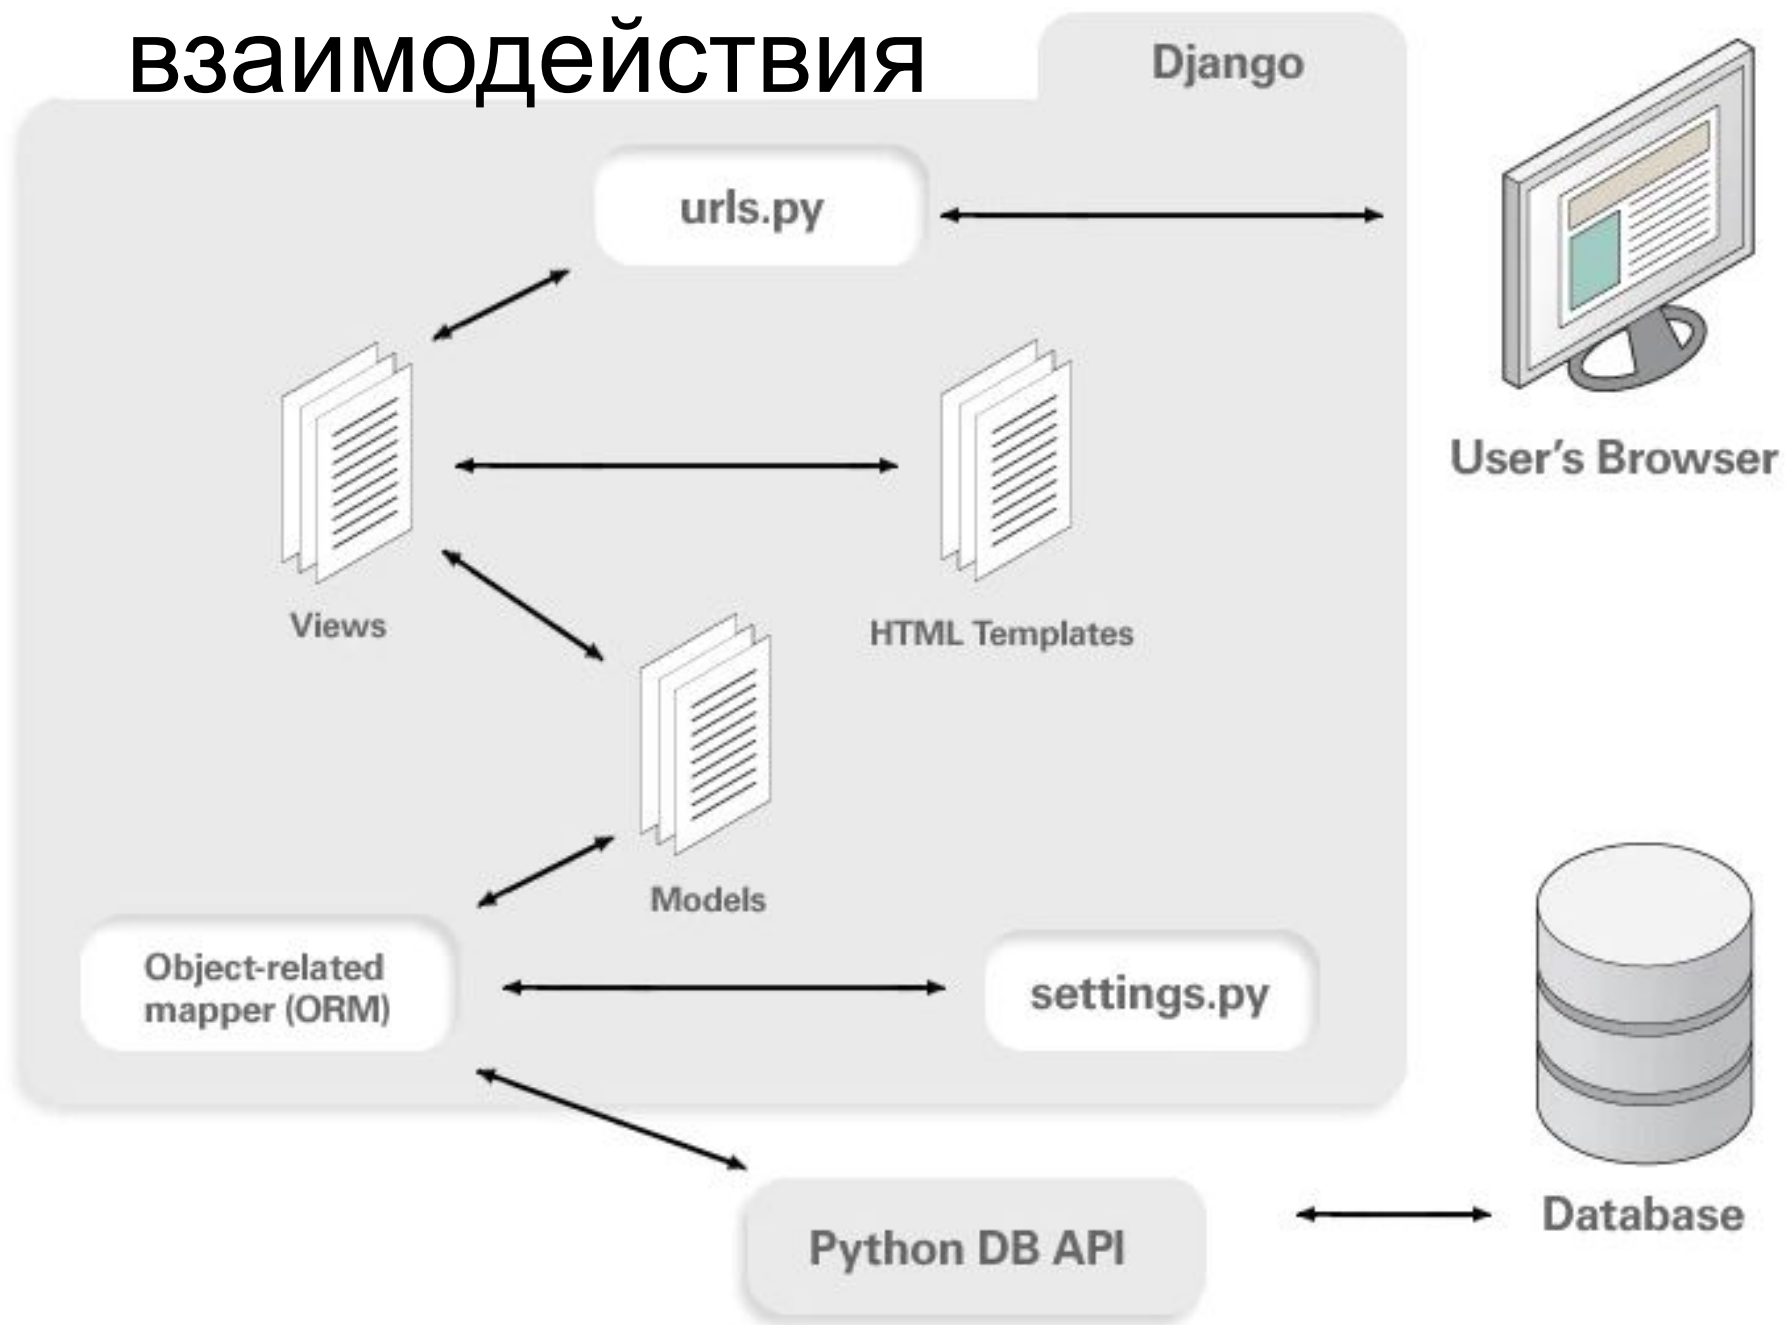 взаимодействия
Django
urls.py
User's Browser
Views
HTML Templates
Models
Object-related
mapper (ORM)
settings.py
Database
Python DB API